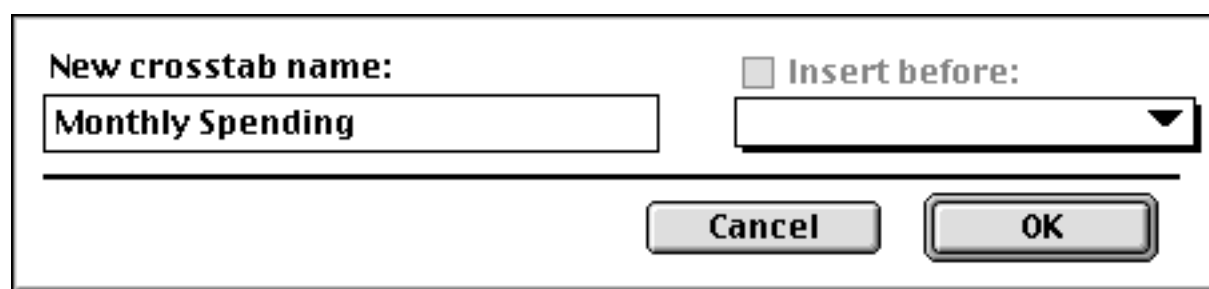 New crosstab name:
Insert before:
Monthly Spending
Cancel
OK